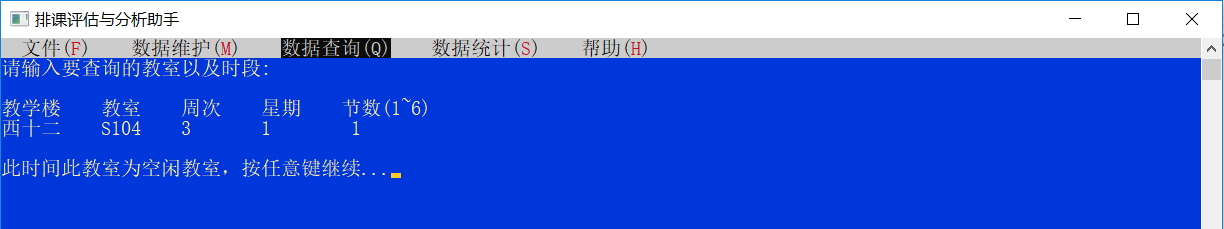 排课评估与分析助手
文件(F) 数据维护(M) 数据查询(Q) 数据统计(S) 帮助(H)
请输入要查询的教室以及时段:
教学楼 教室 周次 星期 节数(1~6)
西十二 S104 3 1 1
此时间此教室为空闲教室，按任意键继续...